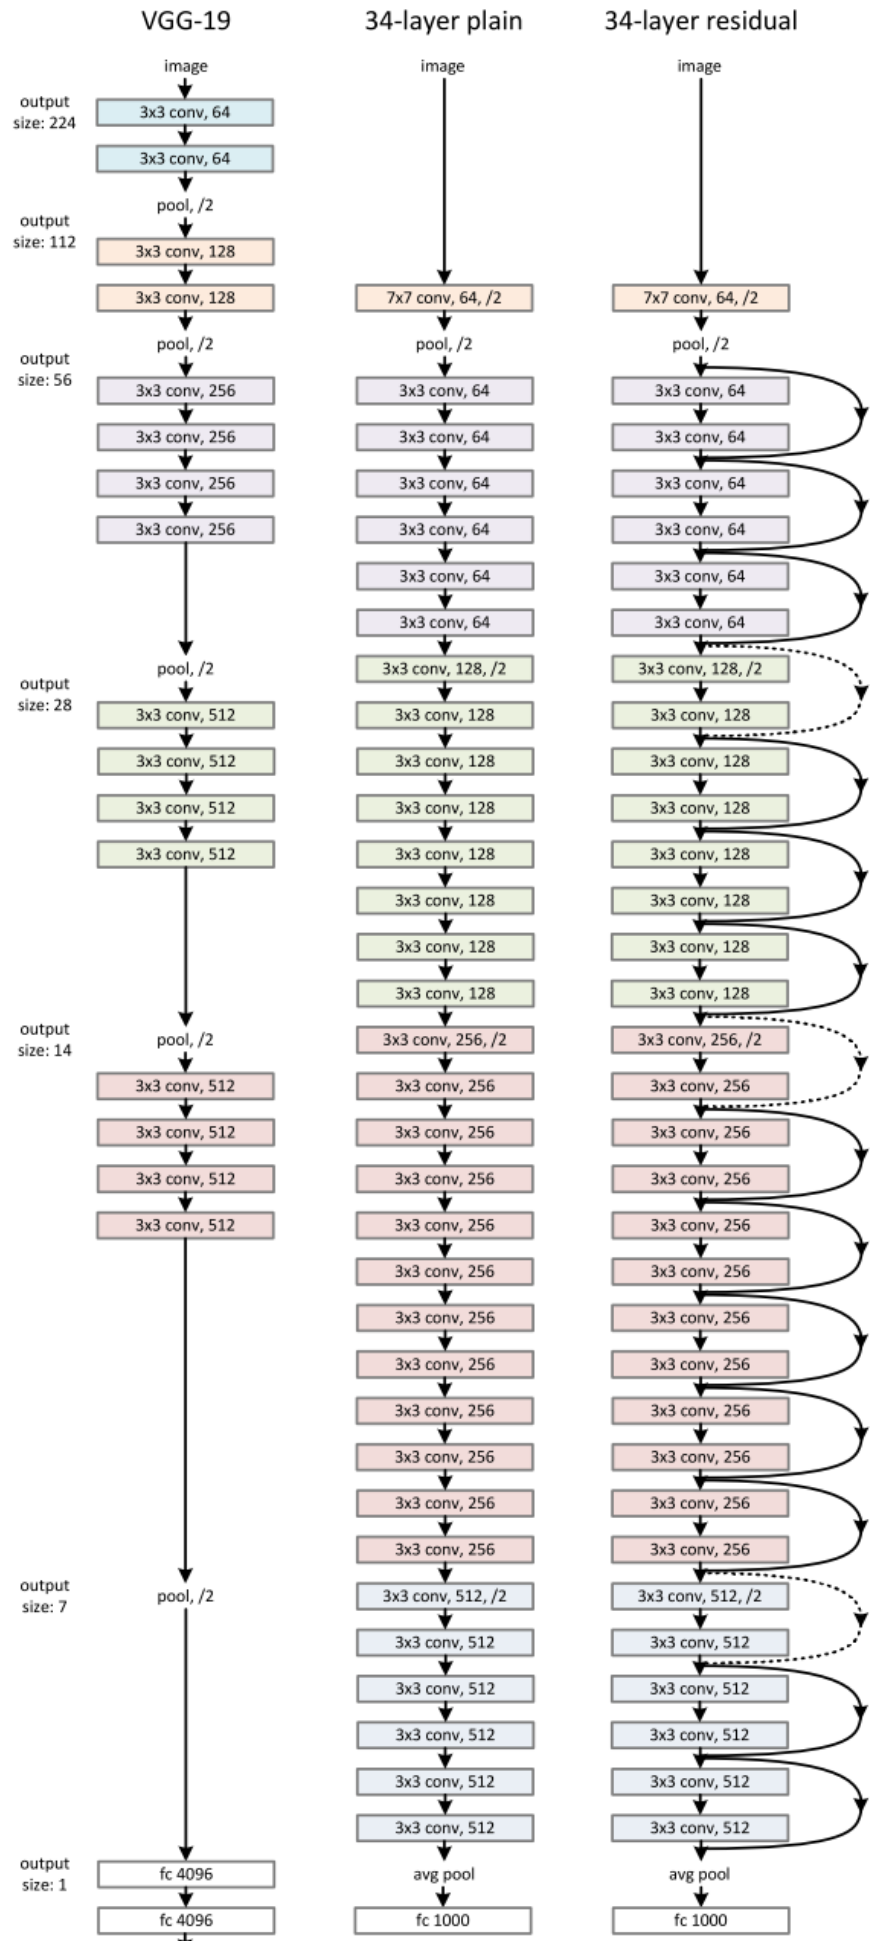 VGG-19
34-layer plain
34-layer residual
output
size: 224
output
size: 112
output
size: 56
output
size: 28
output
size: 14
output
size: 7
output
size: 1
image
3x3 conv, 64
3x3 conv, 64
pool, /2
3x3 conv, 128
3x3 conv, 128
pool, /2
3x3 conv, 256
3x3 conv, 256
3x3 conv, 256
3x3 conv, 256
pool, /2
3x3 conv, 512
3x3 conv, 512
3x3 conv, 512
3x3 conv, 512
pool, /2
3x3 conv, 512
3x3 conv, 512
3x3 conv, 512
3x3 conv, 512
pool, /2
fc 4096
fc 4096
image
7x7 conv, 64, /2
pool, /2
3x3 conv, 64
3x3 conv, 64
3x3 conv, 64
3x3 conv, 64
3x3 conv, 64
3x3 conv, 64
3x3 conv, 128, /2
3x3 conv, 128
3x3 conv, 128
3x3 conv, 128
3x3 conv, 128
3x3 conv, 128
3x3 conv, 128
3x3 conv, 128
3x3 conv, 256, /2
3x3 conv, 256
3x3 conv, 256
3x3 conv, 256
3x3 conv, 256
3x3 conv, 256
3x3 conv, 256
3x3 conv, 256
3x3 conv, 256
3x3 conv, 256
3x3 conv, 256
3x3 conv, 256
3x3 conv, 512, /2
3x3 conv, 512
3x3 conv, 512
3x3 conv, 512
3x3 conv, 512
3x3 conv, 512
avg pool
fc 1000
image
7x7 conv, 64, /2
pool, /2
3x3 conv, 64
3x3 conv, 64
3x3 conv, 64
3x3 conv, 64
3x3 conv, 64
3x3 conv, 64
3x3 conv, 128, /2
3x3 conv, 128
3x3 conv, 128
3x3 conv, 128
3x3 conv, 128
3x3 conv, 128
3x3 conv, 128
3x3 conv, 128
3x3 conv, 256, /2
3x3 conv, 256
3x3 conv, 256
3x3 conv, 256
3x3 conv, 256
3x3 conv, 256
3x3 conv, 256
3x3 conv, 256
3x3 conv, 256
3x3 conv, 256
3x3 conv, 256
3x3 conv, 256
3x3 conv, 512, /2
3x3 conv, 512
3x3 conv, 512
3x3 conv, 512
3x3 conv, 512
3x3 conv, 512
avg pool
fc 1000